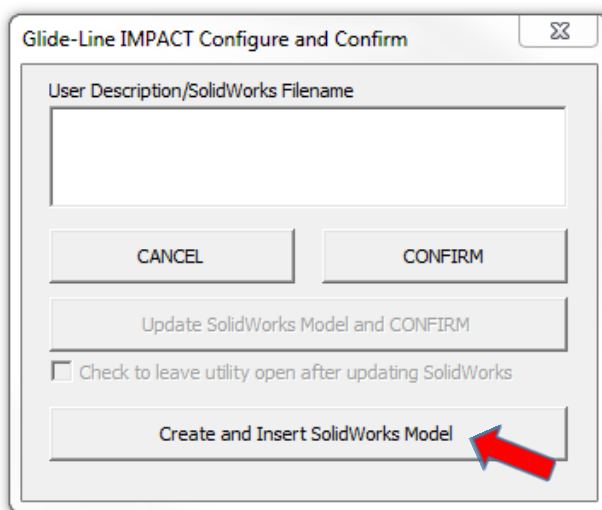 Glide-Line IMPACT Configure and Confirm
User Description/SolidWorks Filename
CANCEL
CONFIRM
Update SolidWorks Model and CONFIRM
Check to leave utility open after updating SolidWorks
Create and Insert SolidWorks Model